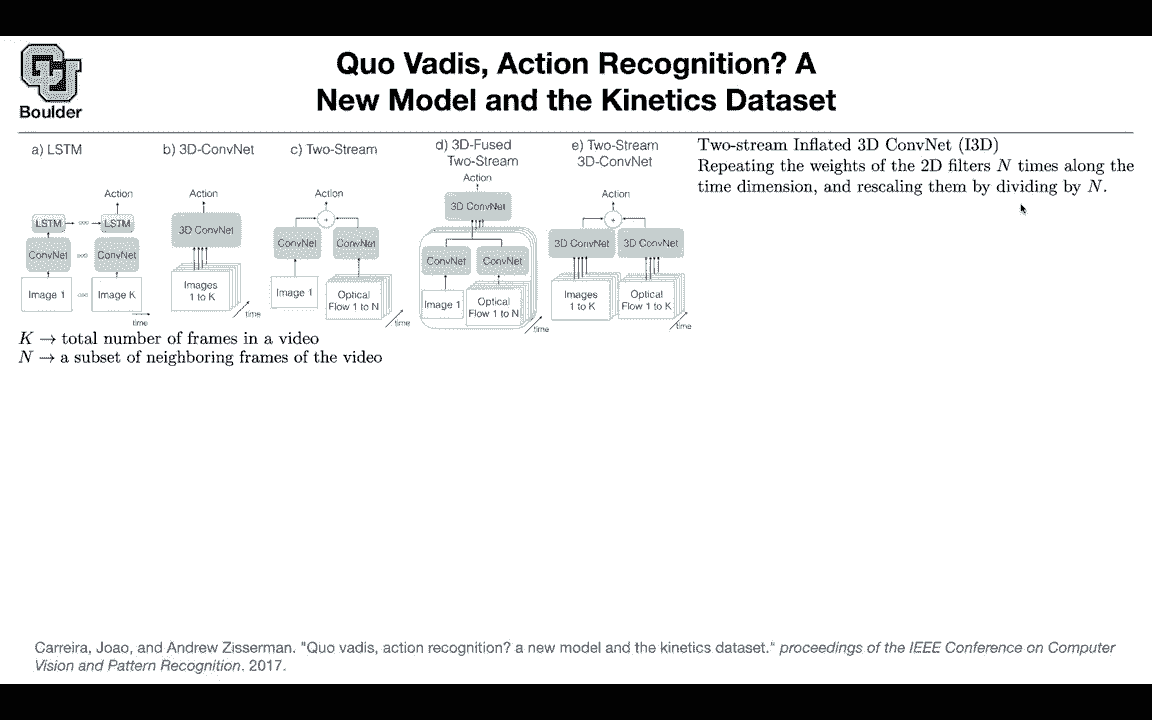 Boulder
Quo Vadis, Action Recognition? A
New Model and the Kinetics Dataset
a) LSTM
Action
LSTM
LSTM
ConvNet
ConvNet
Image 1
Image K
time
b) 3D-ConvNet
Action
3D ConvNet
Images
1 to K
time
c) Two-Stream
Action
+
ConvNet
ConvNet
Image 1
Optical
Flow 1 to N
time
d) 3D-Fused
Two-Stream
Action
3D ConvNet
ConvNet
ConvNet
Image 1
Optical
Flow 1 to N
time
e) Two-Stream
3D-ConvNet
Action
+
3D ConvNet
3D ConvNet
Images
1 to K
Optical
Flow 1 to K
time
Two-stream Inflated 3D ConvNet (I3D)
Repeating the weights of the 2D filters N times along the
time dimension, and rescaling them by dividing by N.
K → total number of frames in a video
N → a subset of neighboring frames of the video
Carreira, Joao, and Andrew Zisserman. "Quo vadis, action recognition? a new model and the kinetics dataset." proceedings of the IEEE Conference on Computer
Vision and Pattern Recognition. 2017.